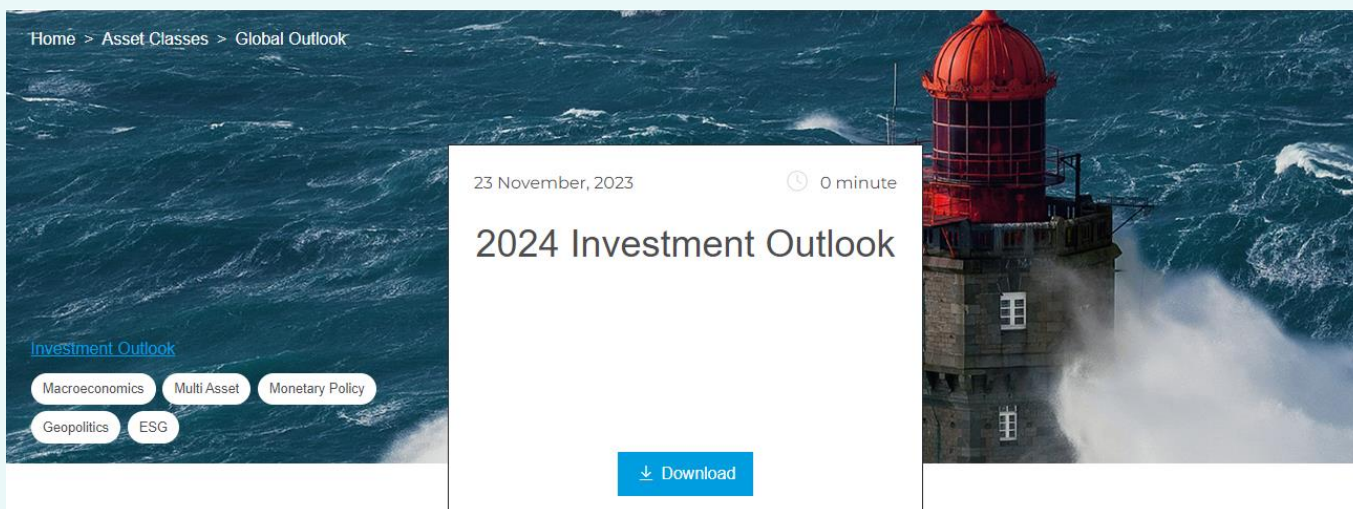 Home > Asset Classes > Global Outlook
23 November, 2023 0 minute
2024 Investment Outlook
Investment Outlook
Macroeconomics Multi Asset Monetary Policy
Geopolitics ESG
Download